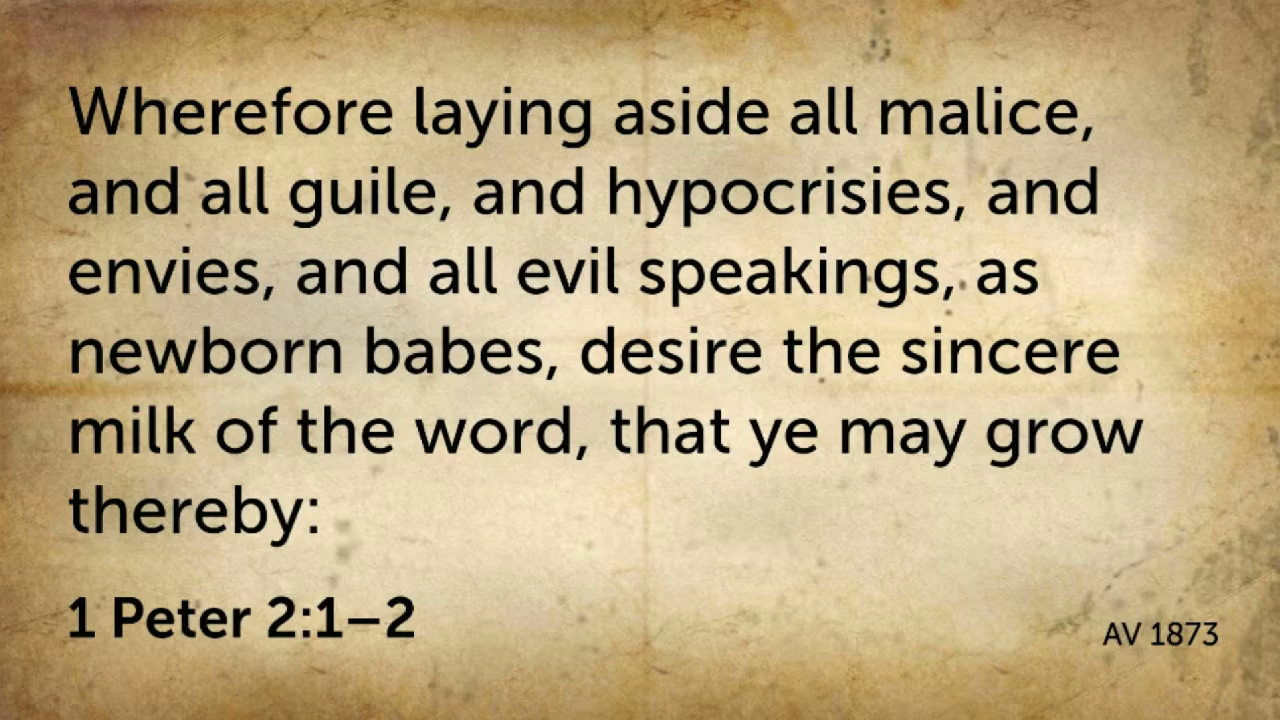 Wherefore laying aside all malice,
and all guile, and hypocrisies, and
envies, and all evil speakings, as
newborn babes, desire the sincere
milk of the word, that ye may grow
thereby:
1 Peter 2:1–2
AV 1873